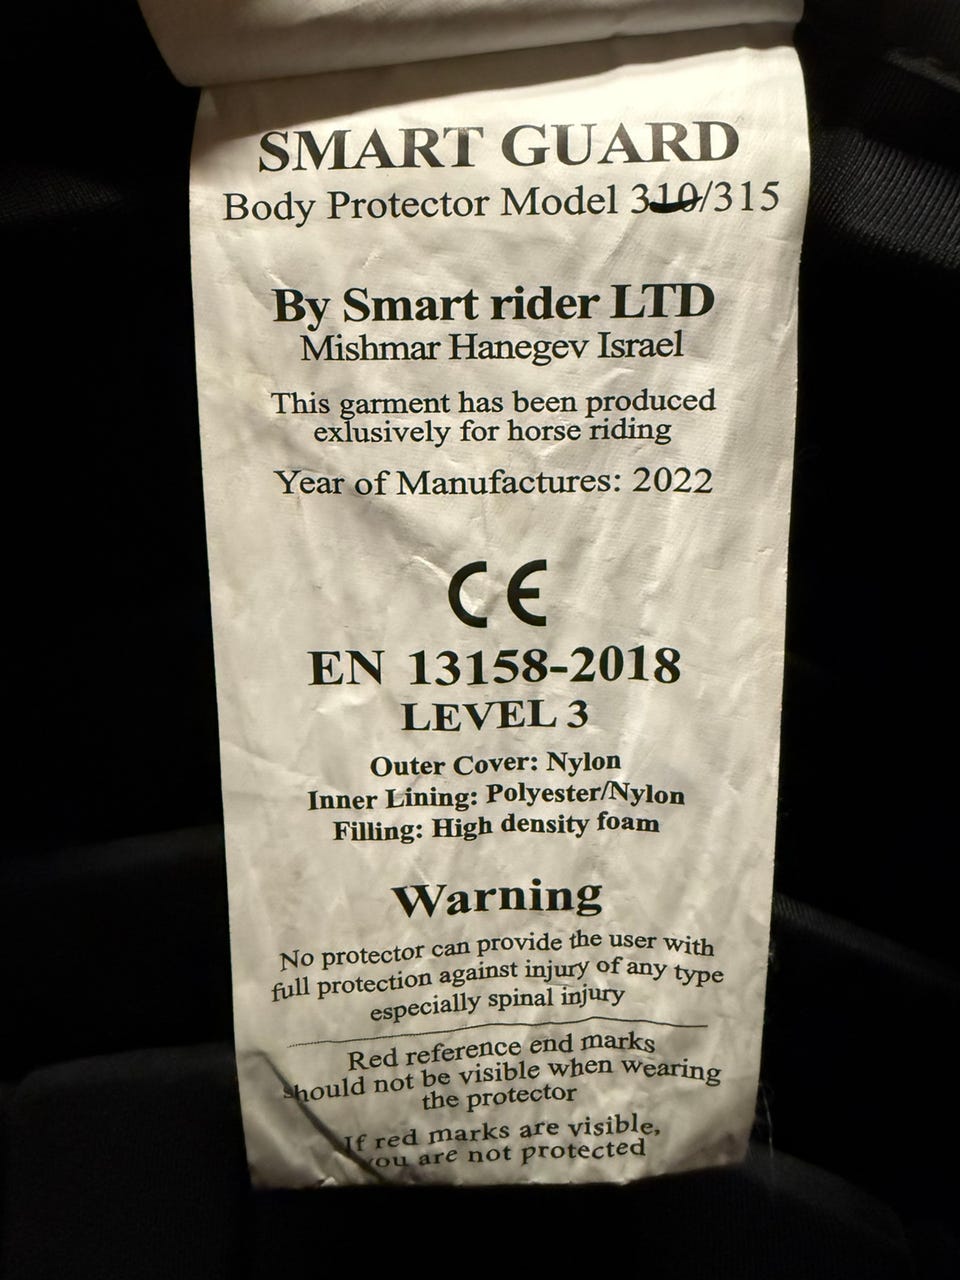 SMART GUARD
Body Protector Model 310/315
By Smart rider LTD
Mishmar Hanegev Israel
This garment has been produced
exlusively for horse riding
Year of Manufactures: 2022
CE
EN 13158-2018
LEVEL 3
Outer Cover: Nylon
Inner Lining: Polyester/Nylon
Filling: High density foam
Warning
No protector can provide the user with
full protection against injury of any type
especially spinal injury
Red reference end marks
should not be visible when wearing
the protector
If red marks are visible,
you are not protected